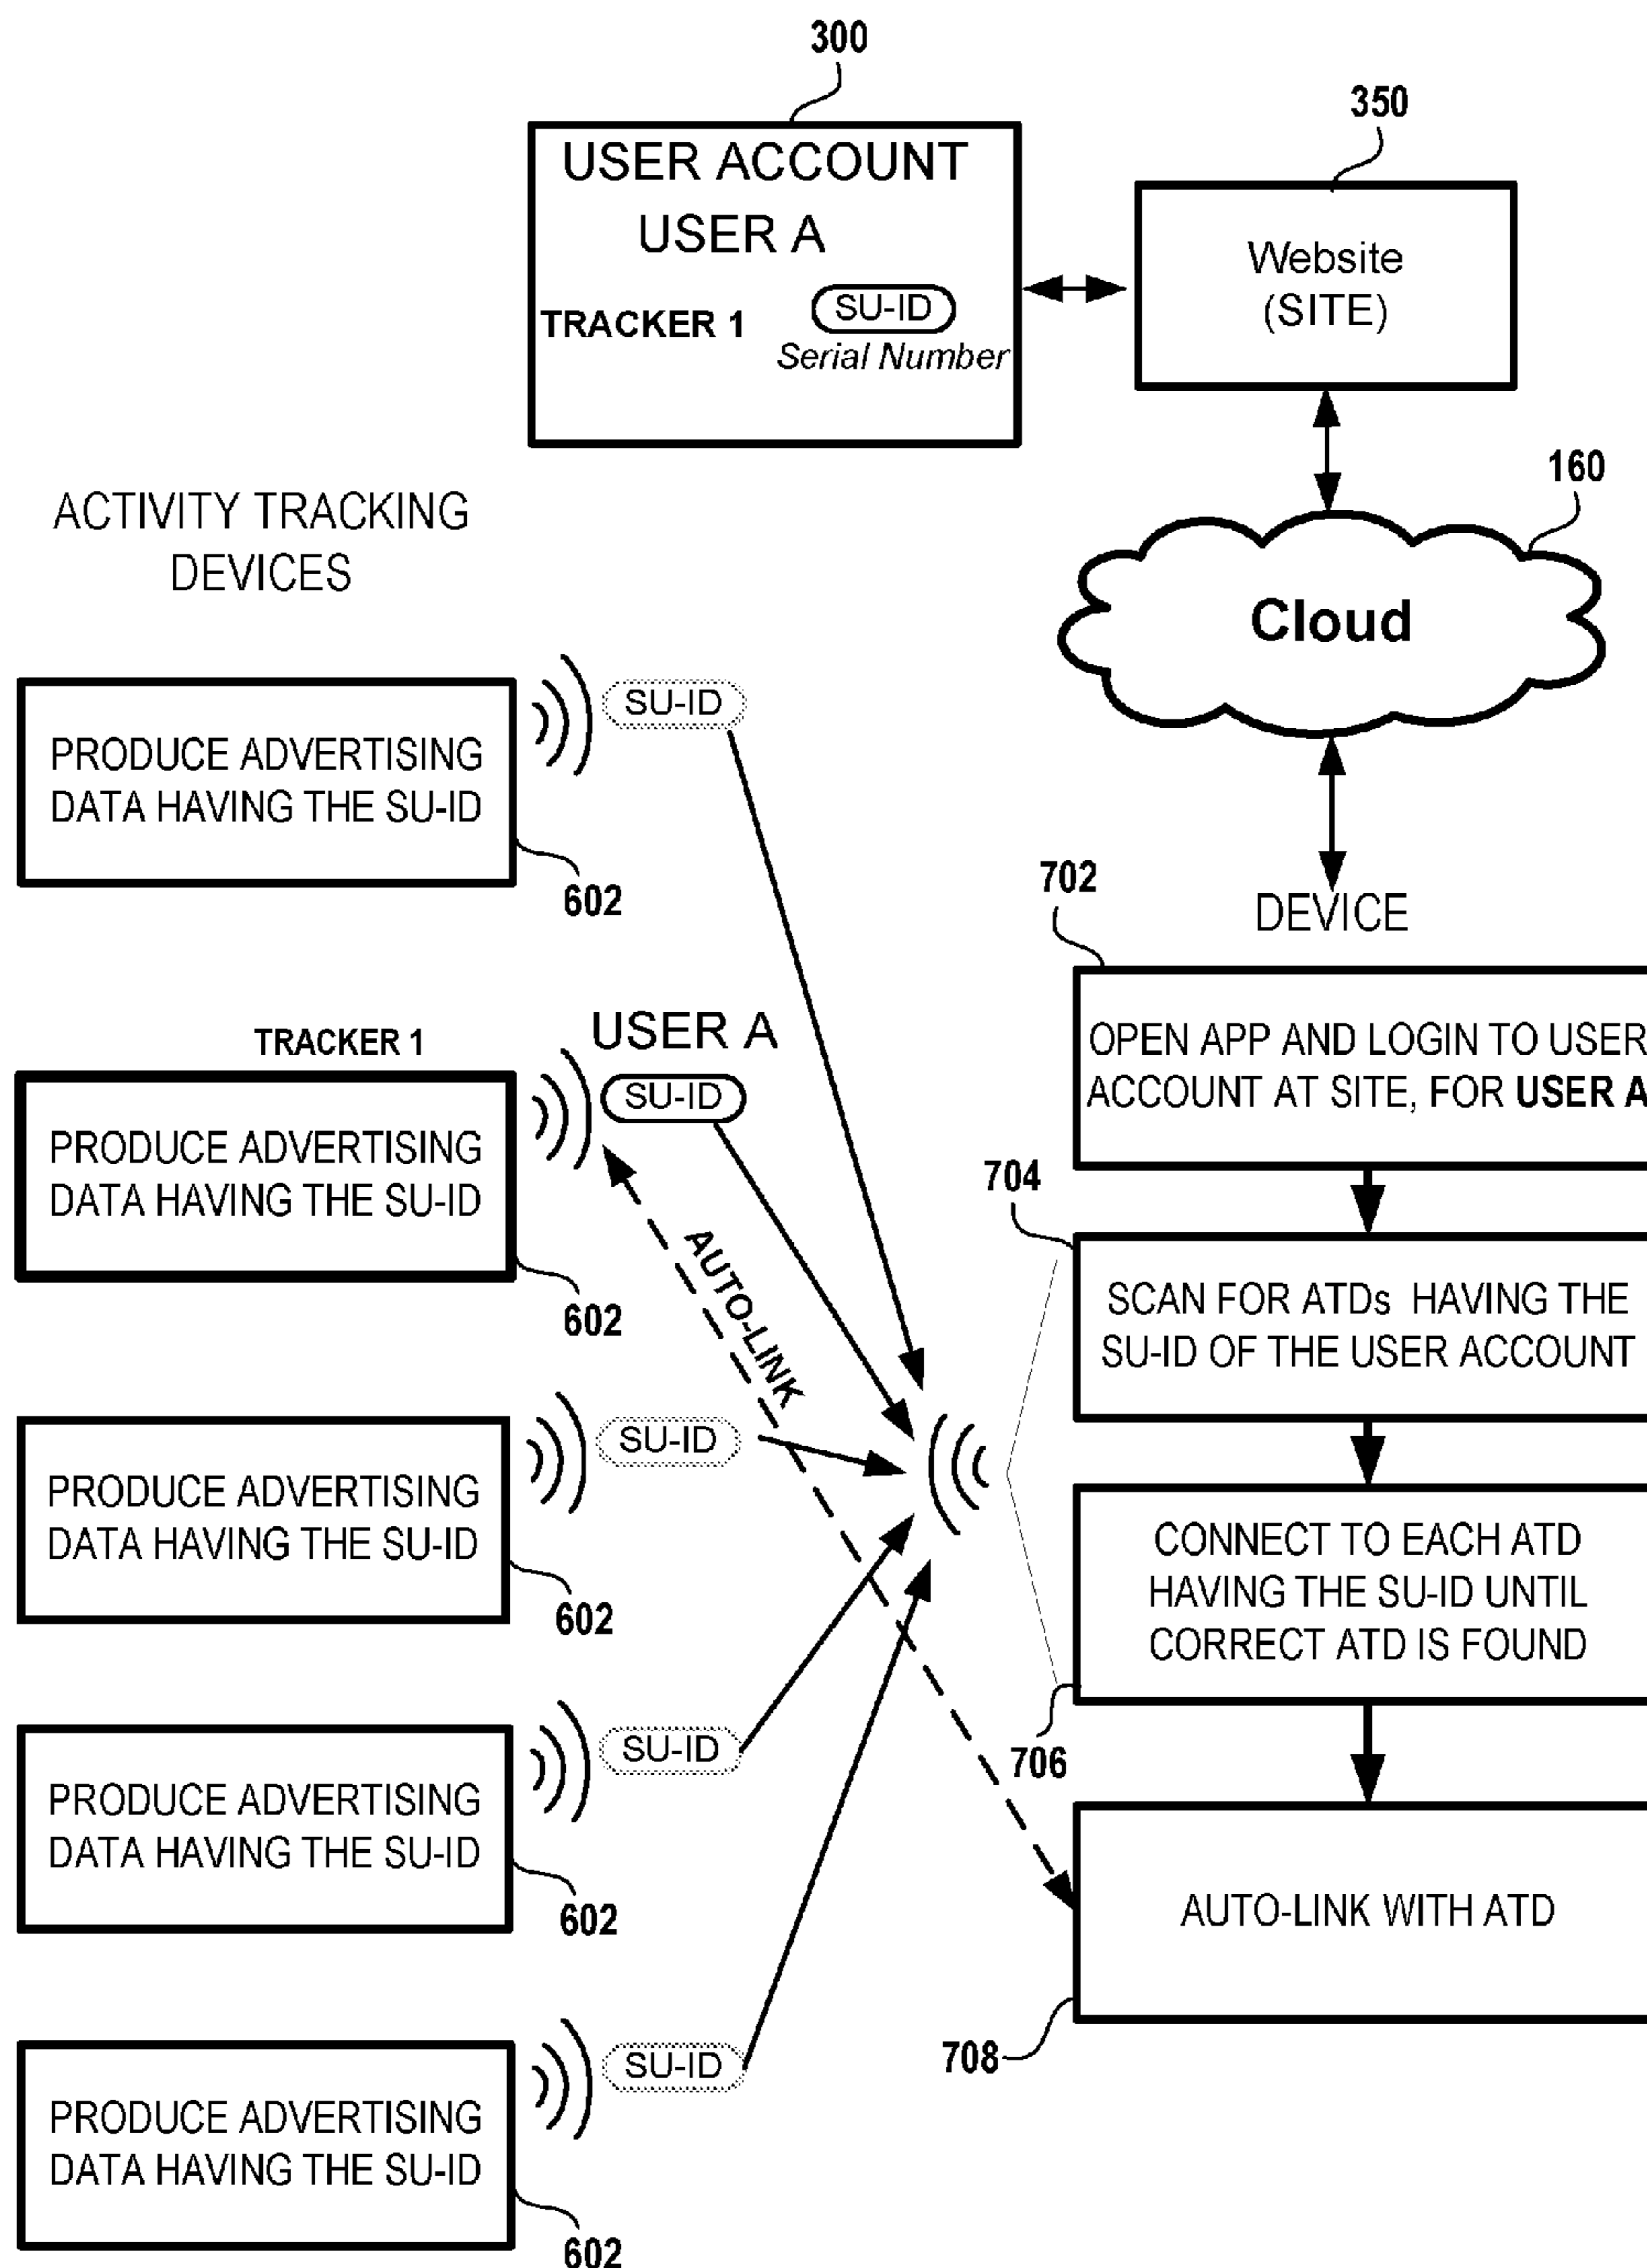 300
350
USER ACCOUNT
USER A
TRACKER 1
SU-ID
Serial Number
Website
(SITE)
160
Cloud
ACTIVITY TRACKING
DEVICES
SU-ID
PRODUCE ADVERTISING
DATA HAVING THE SU-ID
602
702
DEVICE
OPEN APP AND LOGIN TO USER
ACCOUNT AT SITE, FOR USER A
TRACKER 1
USER A
SU-ID
PRODUCE ADVERTISING
DATA HAVING THE SU-ID
602
AUTO-LINK
704
SCAN FOR ATDs HAVING THE
SU-ID OF THE USER ACCOUNT
SU-ID
PRODUCE ADVERTISING
DATA HAVING THE SU-ID
602
CONNECT TO EACH ATD
HAVING THE SU-ID UNTIL
CORRECT ATD IS FOUND
706
SU-ID
PRODUCE ADVERTISING
DATA HAVING THE SU-ID
602
AUTO-LINK WITH ATD
708
SU-ID
PRODUCE ADVERTISING
DATA HAVING THE SU-ID
602